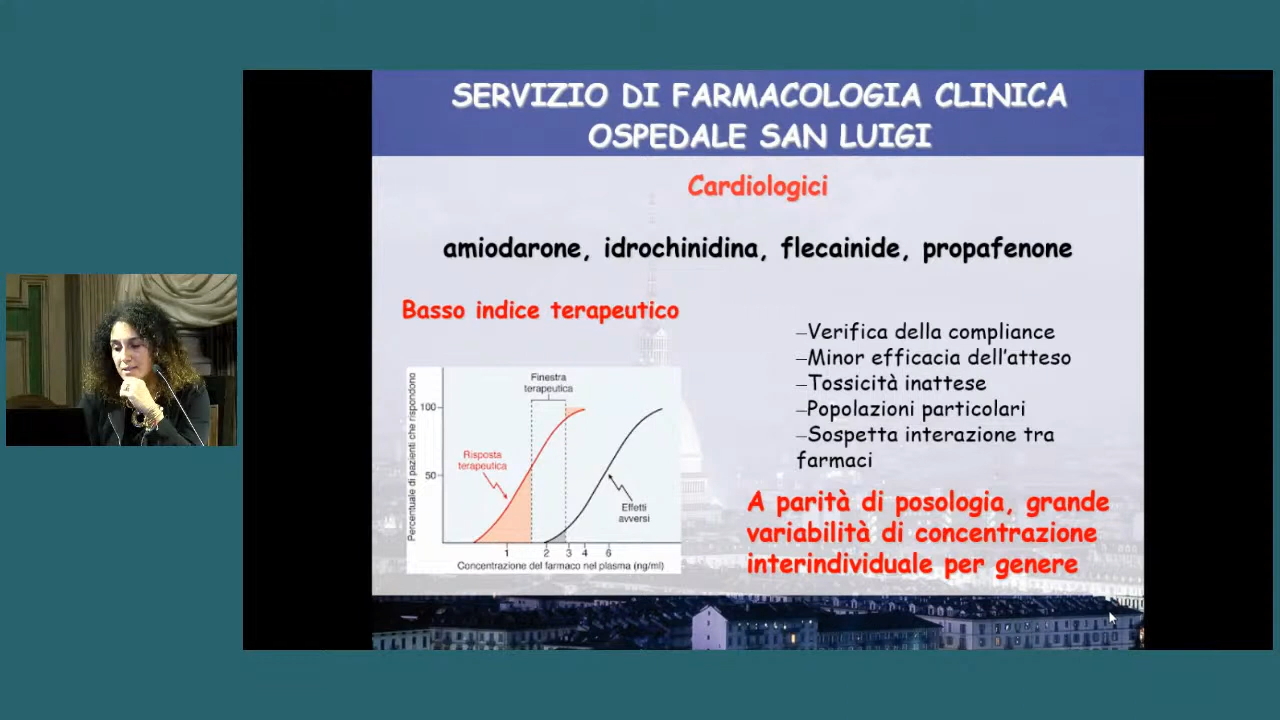 SERVIZIO DI FARMACOLOGIA CLINICA
OSPEDALE SAN LUIGI
Cardiologici
amiodarone, idrochinidina, flecainide, propafenone
Basso indice terapeutico
Percentuale di pazienti che rispondono
100
50
Finestra
terapeutica
Risposta
terapeutica
Effetti
avversi
1 2 3 4 6
Concentrazione del farmaco nel plasma (ng/ml)
–Verifica della compliance
–Minor efficacia dell'atteso
–Tossicità inattese
–Popolazioni particolari
–Sospetta interazione tra
farmaci
A parità di posologia, grande
variabilità di concentrazione
interindividuale per genere